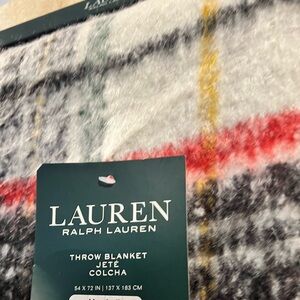 LAUREN
RALPH LAUREN
THROW BLANKET
JETÉ
COLCHA
54 X 72 IN | 137 X 183 CM